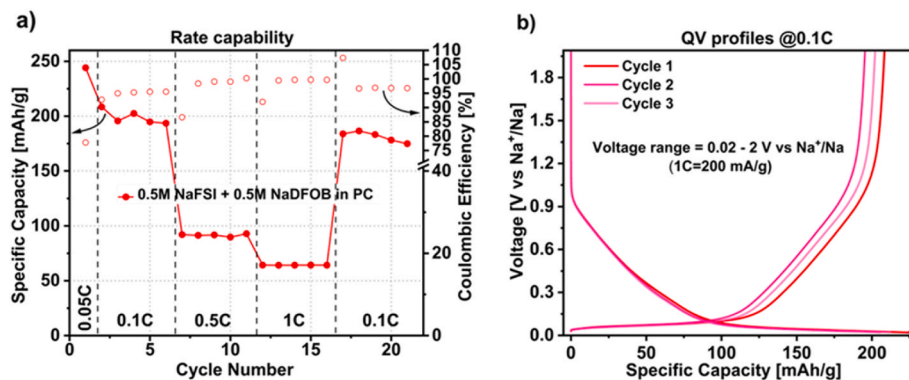 a)
Rate capability
250
200
150
100
50
0
Specific Capacity [mAh/g]
110
105
100
95
90
85
80
40
20
0
Coulombic Efficiency [%]
0.5M NaFSI + 0.5M NaDFOB in PC
0.05C
0.1C
0.5C
1C
0.1C
0 5 10 15 20
Cycle Number
b)
QV profiles @0.1C
Cycle 1
Cycle 2
Cycle 3
Voltage range = 0.02 - 2 V vs Na+/Na)
(1C=200 mA/g)
1.8
1.5
1.2
0.9
0.6
0.3
0.0
Voltage [V vs Na+/Na]
0 50 100 150 200
Specific Capacity [mAh/g]